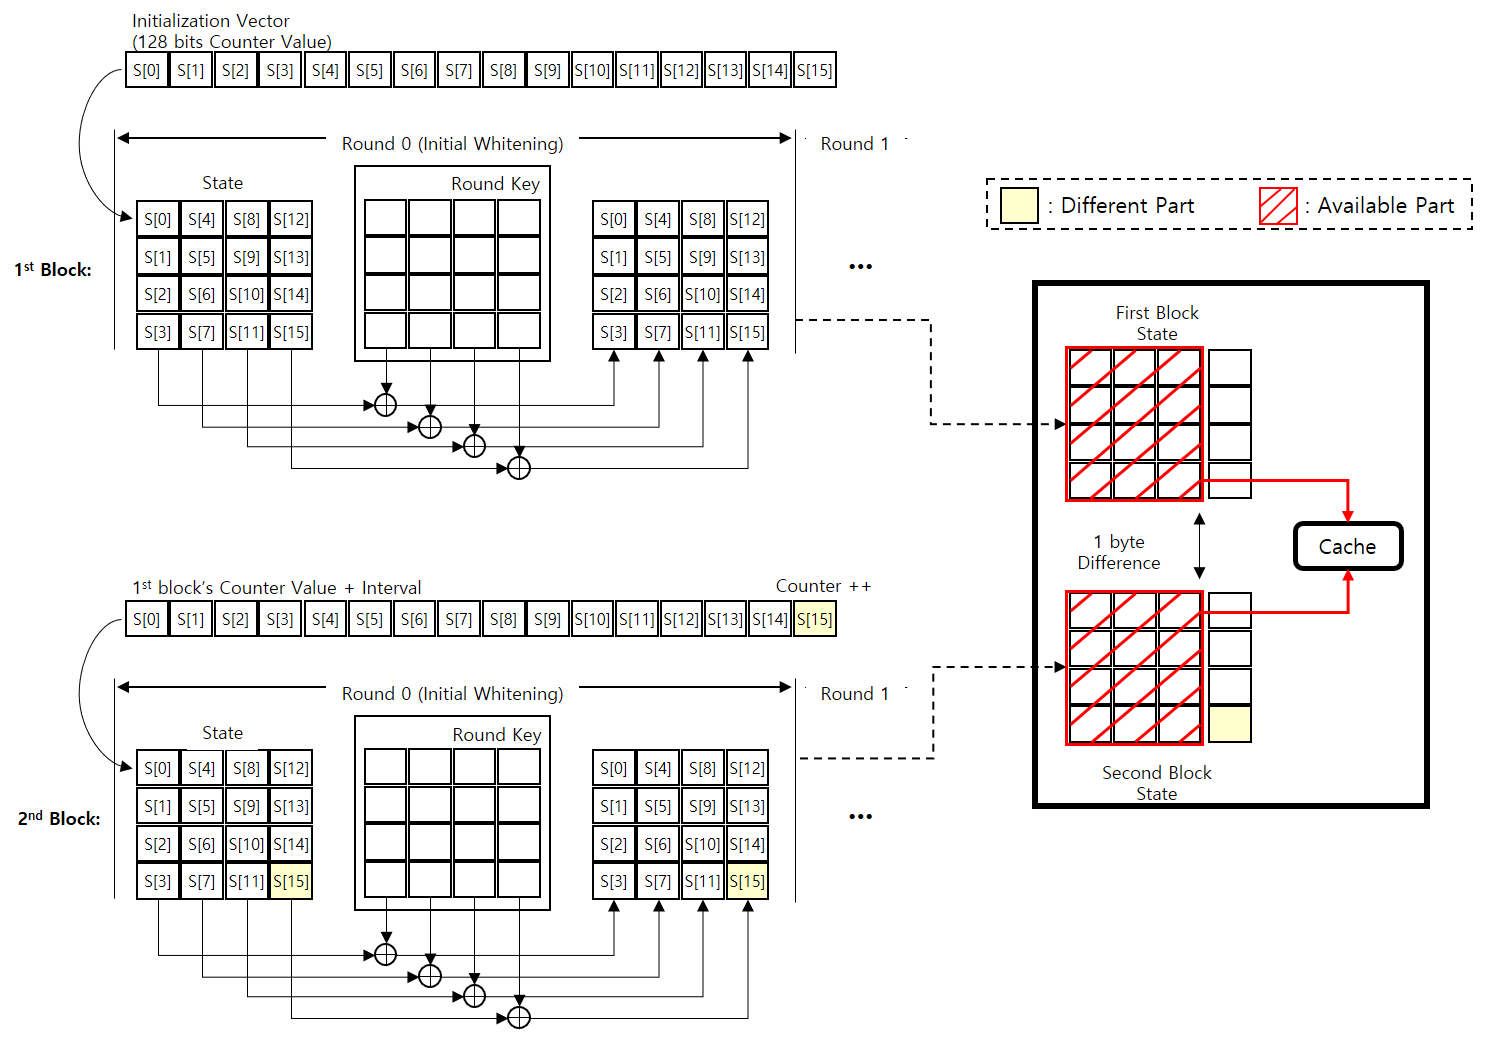 Initialization Vector
(128 bits Counter Value)
S[0] S[1] S[2] S[3] S[4] S[5] S[6] S[7] S[8] S[9] S[10] S[11] S[12] S[13] S[14] S[15]
Round 0 (Initial Whitening)
Round 1
State
Round Key
S[0] S[4] S[8] S[12]
S[1] S[5] S[9] S[13]
S[2] S[6] S[10] S[14]
S[3] S[7] S[11] S[15]
1st Block:
S[0] S[4] S[8] S[12]
S[1] S[5] S[9] S[13]
S[2] S[6] S[10] S[14]
S[3] S[7] S[11] S[15]
...
1st block's Counter Value + Interval
Counter ++
S[0] S[1] S[2] S[3] S[4] S[5] S[6] S[7] S[8] S[9] S[10] S[11] S[12] S[13] S[14] S[15]
Round 0 (Initial Whitening)
Round 1
State
Round Key
S[0] S[4] S[8] S[12]
S[1] S[5] S[9] S[13]
S[2] S[6] S[10] S[14]
S[3] S[7] S[11] S[15]
2nd Block:
S[0] S[4] S[8] S[12]
S[1] S[5] S[9] S[13]
S[2] S[6] S[10] S[14]
S[3] S[7] S[11] S[15]
...
: Different Part
: Available Part
First Block
State
1 byte
Difference
Cache
Second Block
State